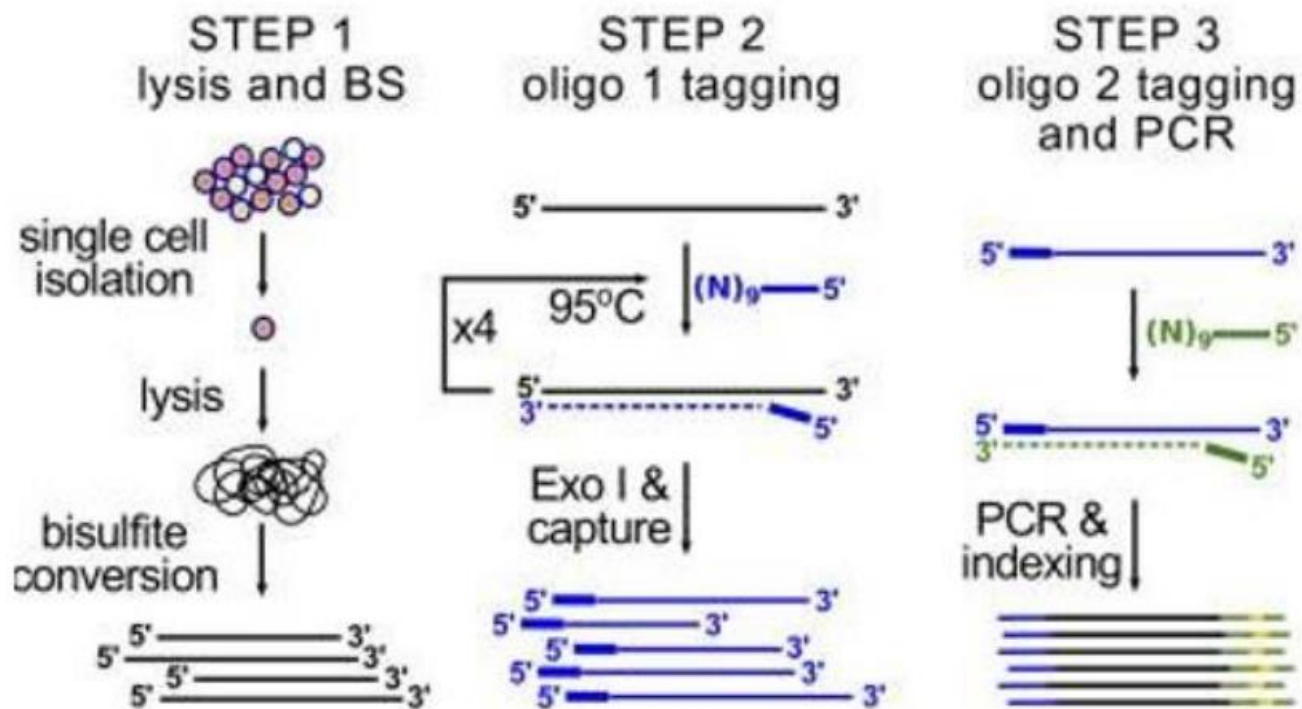 STEP 1
lysis and BS
single cell
isolation
lysis
bisulfite
conversion
5' 3'
5' 3'
5' 3'
5' 3'
STEP 2
oligo 1 tagging
5' 3'
x4
95ºC
(N)9 5'
5' 3'
3' 5'
Exo I &
capture
5' 3'
5' 3'
5' 3'
5' 3'
5' 3'
STEP 3
oligo 2 tagging
and PCR
5' 3'
(N)9 5'
5' 3'
3' 5'
PCR &
indexing